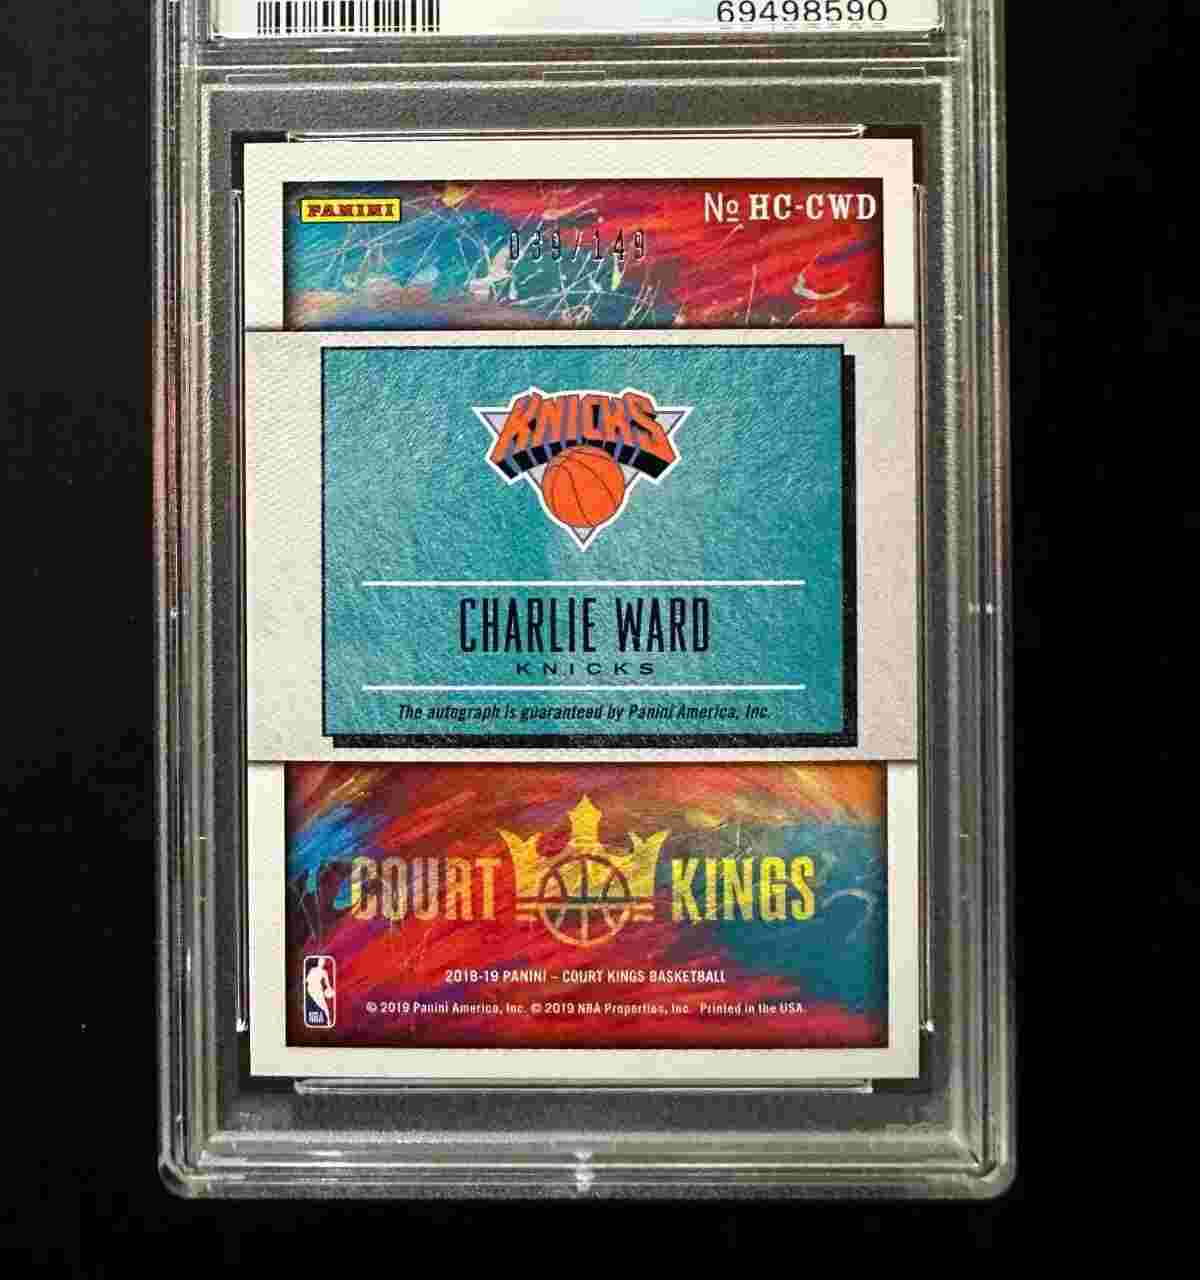 69498590
PANINI
No HC-CWD
039/149
KNICKS
CHARLIE WARD
KNICKS
The autograph is guaranteed by Panini America, Inc.
COURT KINGS
2018-19 PANINI – COURT KINGS BASKETBALL
NBA
© 2019 Panini America, Inc. © 2019 NBA Properties, Inc. Printed in the USA.